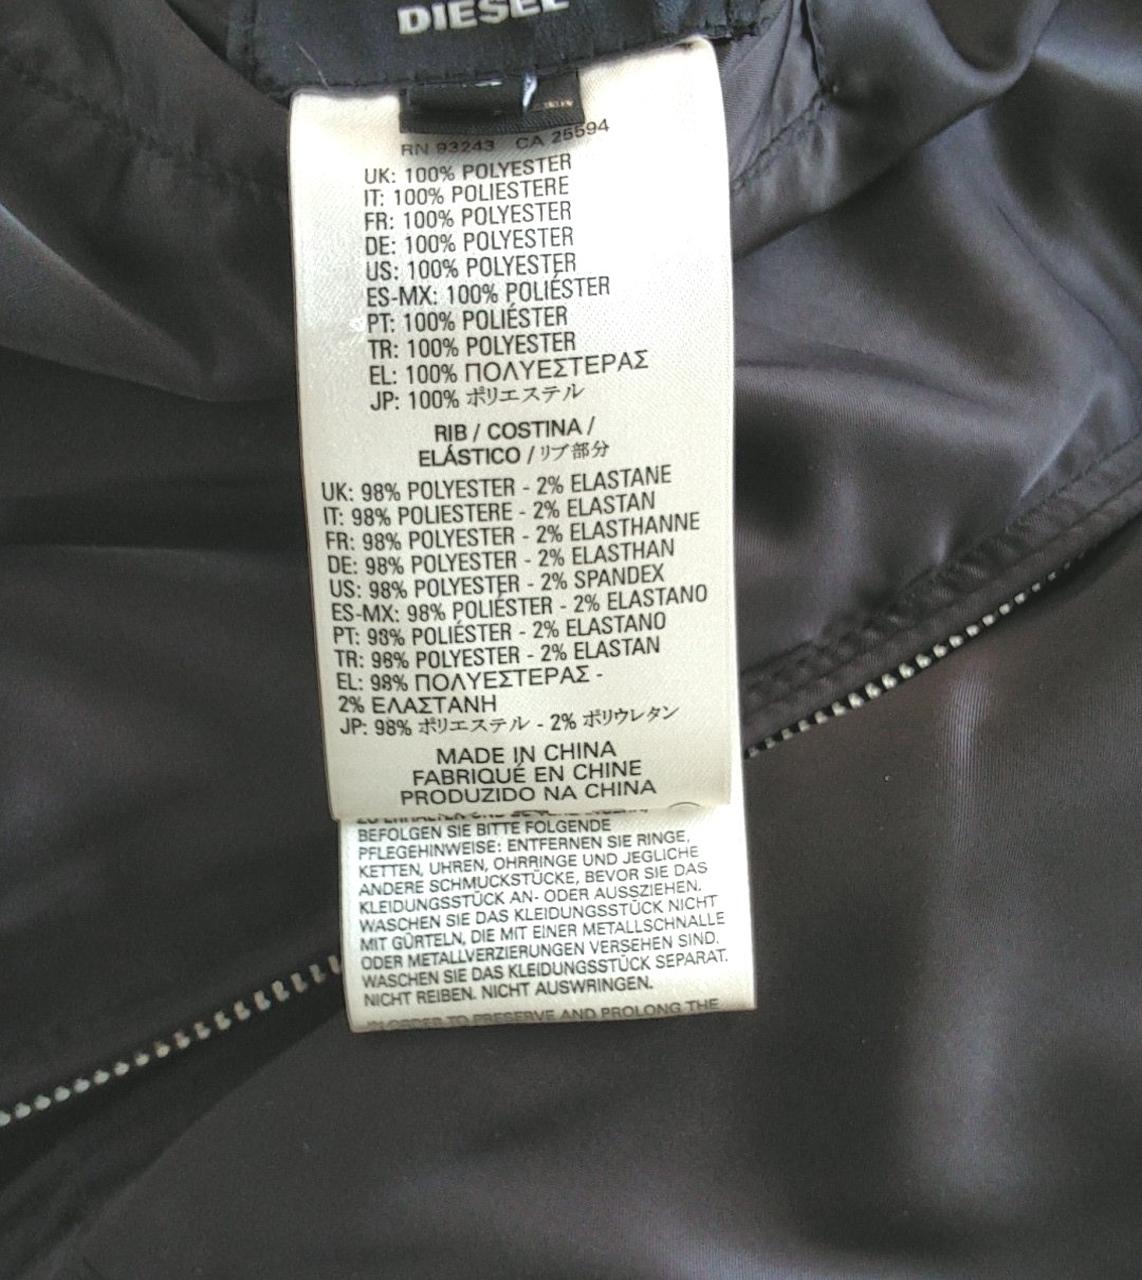 DIESEL
RN 93243 CA 25594
UK: 100% POLYESTER
IT: 100% POLIESTERE
FR: 100% POLYESTER
DE: 100% POLYESTER
US: 100% POLYESTER
ES-MX: 100% POLIÉSTER
PT: 100% POLIÉSTER
TR: 100% POLYESTER
EL: 100% ΠΟΛΥΕΣΤΕΡΑΣ
JP: 100% ポリエステル
RIB / COSTINA /
ELÁSTICO / リブ部分
UK: 98% POLYESTER - 2% ELASTANE
IT: 98% POLIESTERE - 2% ELASTAN
FR: 98% POLYESTER - 2% ELASTHANNE
DE: 98% POLYESTER - 2% ELASTHAN
US: 98% POLYESTER - 2% SPANDEX
ES-MX: 98% POLIÉSTER - 2% ELASTANO
PT: 98% POLIÉSTER - 2% ELASTANO
TR: 98% POLYESTER - 2% ELASTAN
EL: 98% ΠΟΛΥΕΣΤΕΡΑΣ -
2% ΕΛΑΣΤΑΝΗ
JP: 98% ポリエステル - 2% ポリウレタン
MADE IN CHINA
FABRIQUÉ EN CHINE
PRODUZIDO NA CHINA
BEFOLGEN SIE BITTE FOLGENDE
PFLEGEHINWEISE: ENTFERNEN SIE RINGE,
KETTEN, UHREN, OHRRINGE UND JEGLICHE
ANDERE SCHMUCKSTÜCKE, BEVOR SIE DAS
KLEIDUNGSSTÜCK AN- ODER AUSSZIEHEN.
WASCHEN SIE DAS KLEIDUNGSSTÜCK NICHT
MIT GÜRTELN, DIE MIT EINER METALLSCHNALLE
ODER METALLVERZIERUNGEN VERSEHEN SIND.
WASCHEN SIE DAS KLEIDUNGSSTÜCK SEPARAT.
NICHT REIBEN. NICHT AUSWRINGEN.
IN ORDER TO PRESERVE AND PROLONG THE